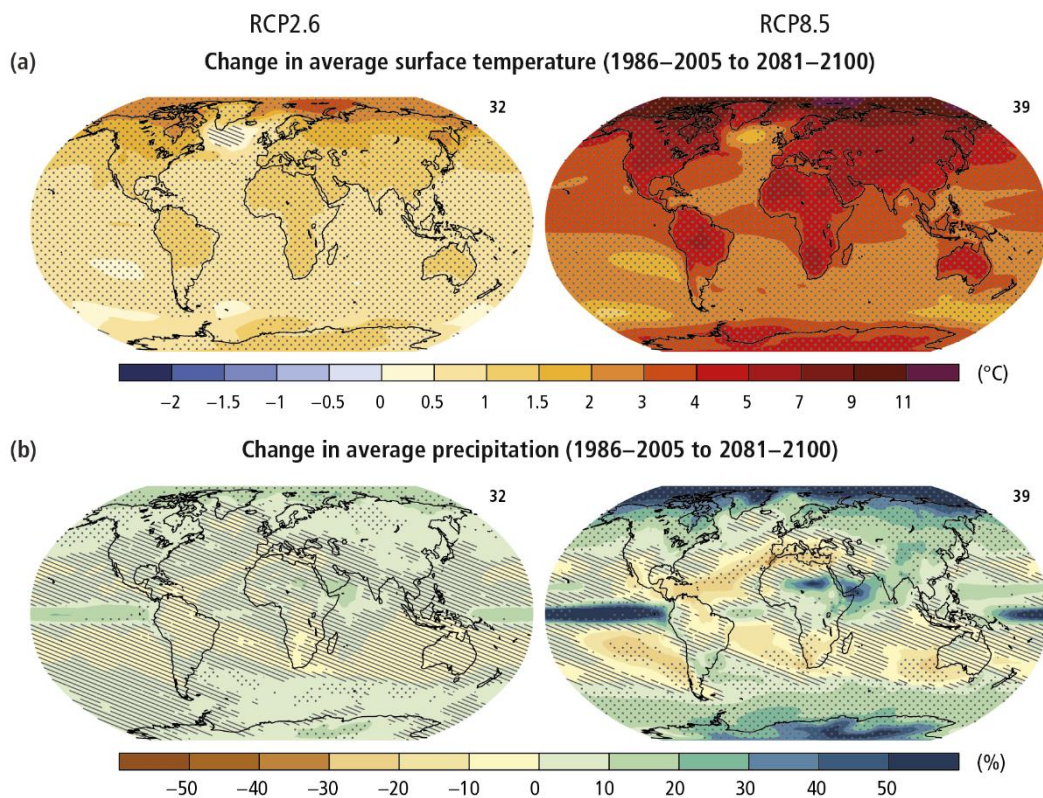 RCP2.6 RCP8.5
(a) Change in average surface temperature (1986–2005 to 2081–2100)
32 39
(°C)
−2 −1.5 −1 −0.5 0 0.5 1 1.5 2 3 4 5 7 9 11
(b) Change in average precipitation (1986–2005 to 2081–2100)
32 39
(%)
−50 −40 −30 −20 −10 0 10 20 30 40 50